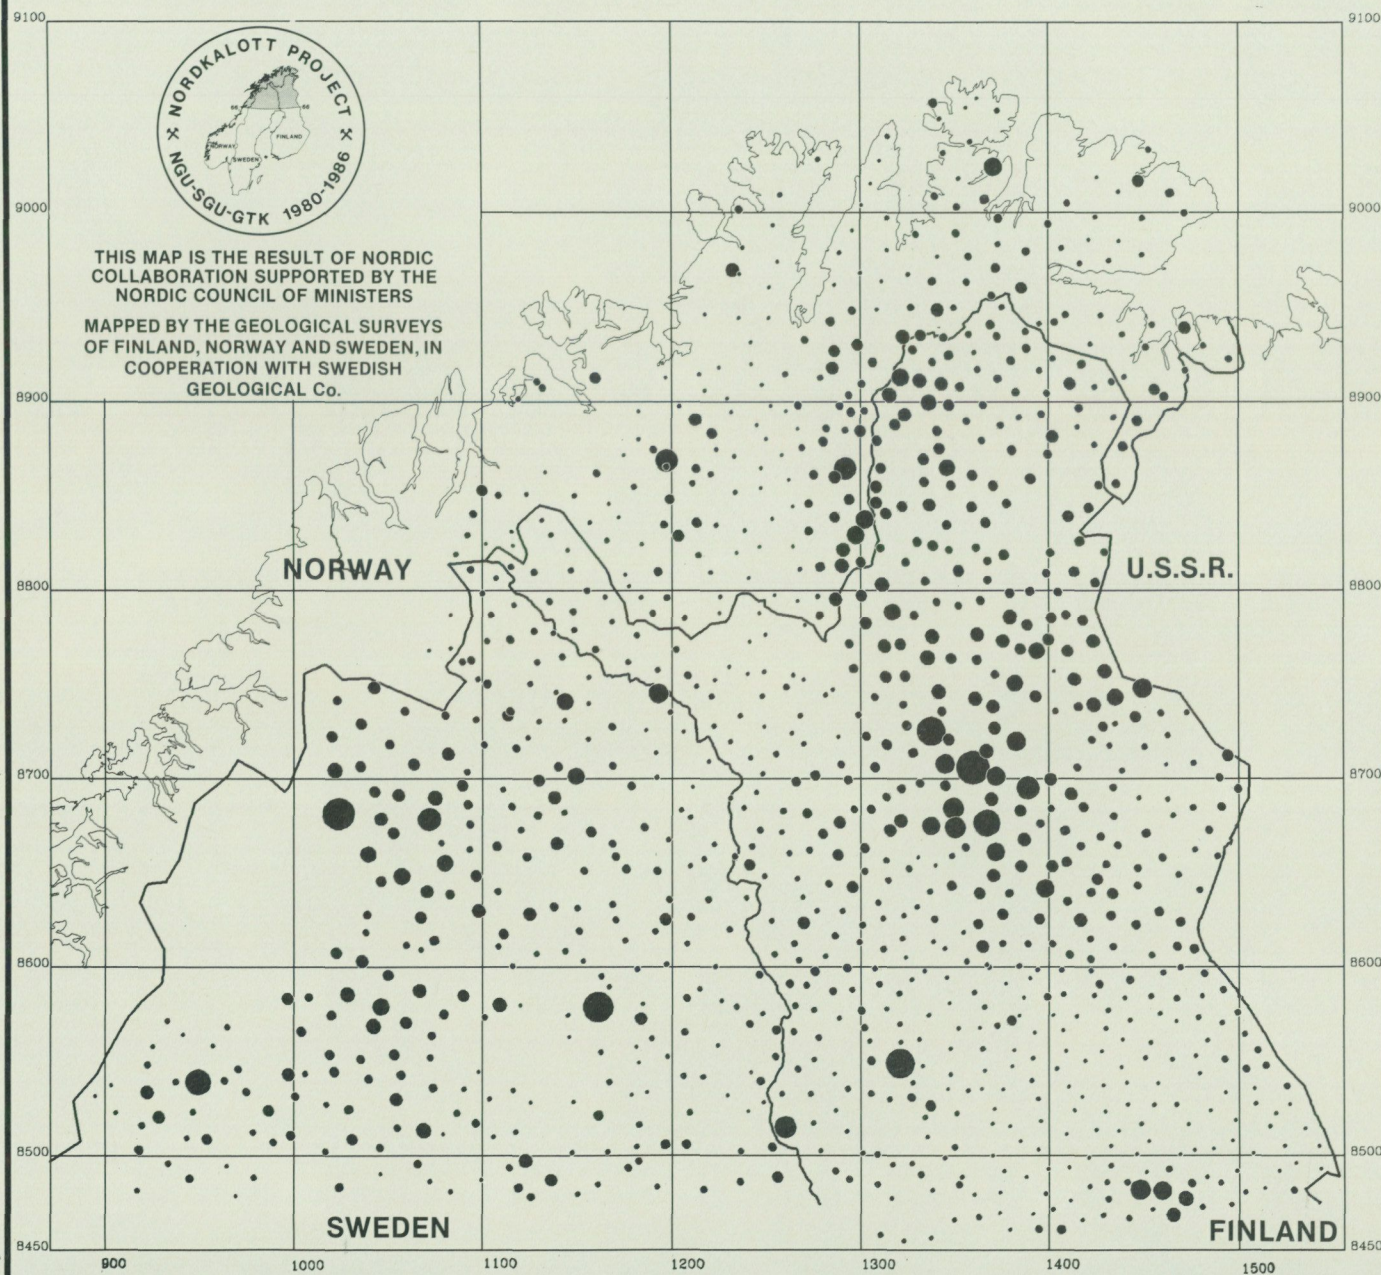 9100
9100
NORDKALOTT PROJECT
66
66
FINLAND
NORWAY
SWEDEN
NGU-SGU-GTK 1980-1986
9000
9000
THIS MAP IS THE RESULT OF NORDIC
COLLABORATION SUPPORTED BY THE
NORDIC COUNCIL OF MINISTERS
MAPPED BY THE GEOLOGICAL SURVEYS
OF FINLAND, NORWAY AND SWEDEN, IN
COOPERATION WITH SWEDISH
GEOLOGICAL Co.
8900
8900
NORWAY
U.S.S.R.
8800
8800
8700
8700
8600
8600
8500
8500
SWEDEN
FINLAND
8450
8450
900
1000
1100
1200
1300
1400
1500